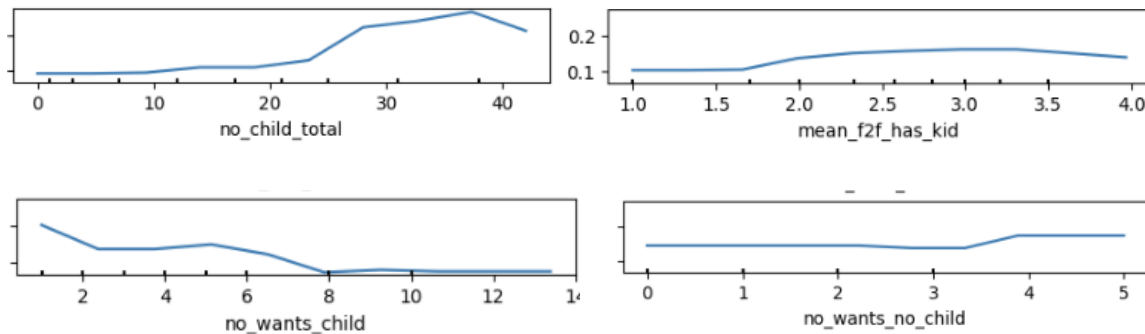 0 10 20 30 40
no_child_total
0.2
0.1
1.0 1.5 2.0 2.5 3.0 3.5 4.0
mean_f2f_has_kid
2 4 6 8 10 12 14
no_wants_child
0 1 2 3 4 5
no_wants_no_child